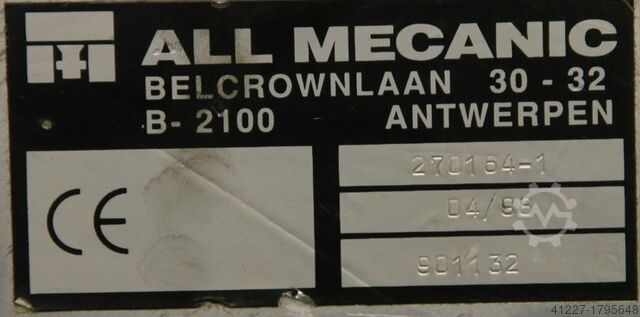 ALL MECANIC
BELCROWNLAAN 30 - 32
B- 2100 ANTWERPEN
CE
270164-1
04/98
901132
41227-1795648